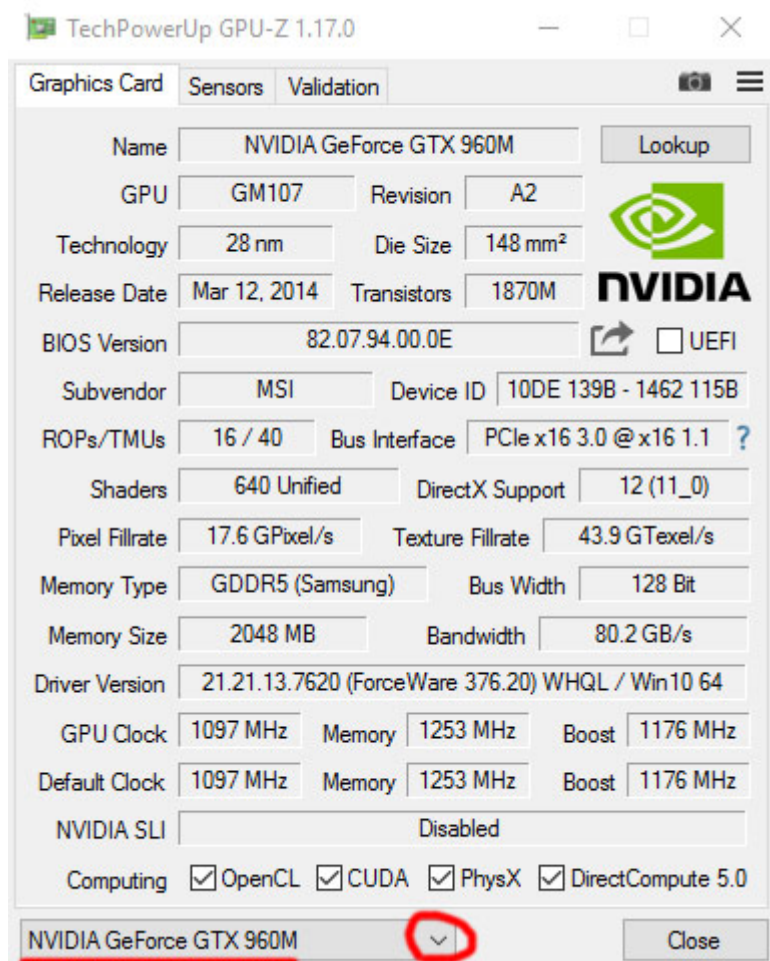 TechPowerUp GPU-Z 1.17.0
Graphics Card Sensors Validation
Name NVIDIA GeForce GTX 960M Lookup
GPU GM107 Revision A2
Technology 28 nm Die Size 148 mm²
Release Date Mar 12, 2014 Transistors 1870M
NVIDIA
BIOS Version 82.07.94.00.0E UEFI
Subvendor MSI Device ID 10DE 139B - 1462 115B
ROPs/TMUs 16 / 40 Bus Interface PCIe x16 3.0 @ x16 1.1 ?
Shaders 640 Unified DirectX Support 12 (11_0)
Pixel Fillrate 17.6 GPixel/s Texture Fillrate 43.9 GTexel/s
Memory Type GDDR5 (Samsung) Bus Width 128 Bit
Memory Size 2048 MB Bandwidth 80.2 GB/s
Driver Version 21.21.13.7620 (ForceWare 376.20) WHQL / Win10 64
GPU Clock 1097 MHz Memory 1253 MHz Boost 1176 MHz
Default Clock 1097 MHz Memory 1253 MHz Boost 1176 MHz
NVIDIA SLI Disabled
Computing OpenCL CUDA PhysX DirectCompute 5.0
NVIDIA GeForce GTX 960M Close